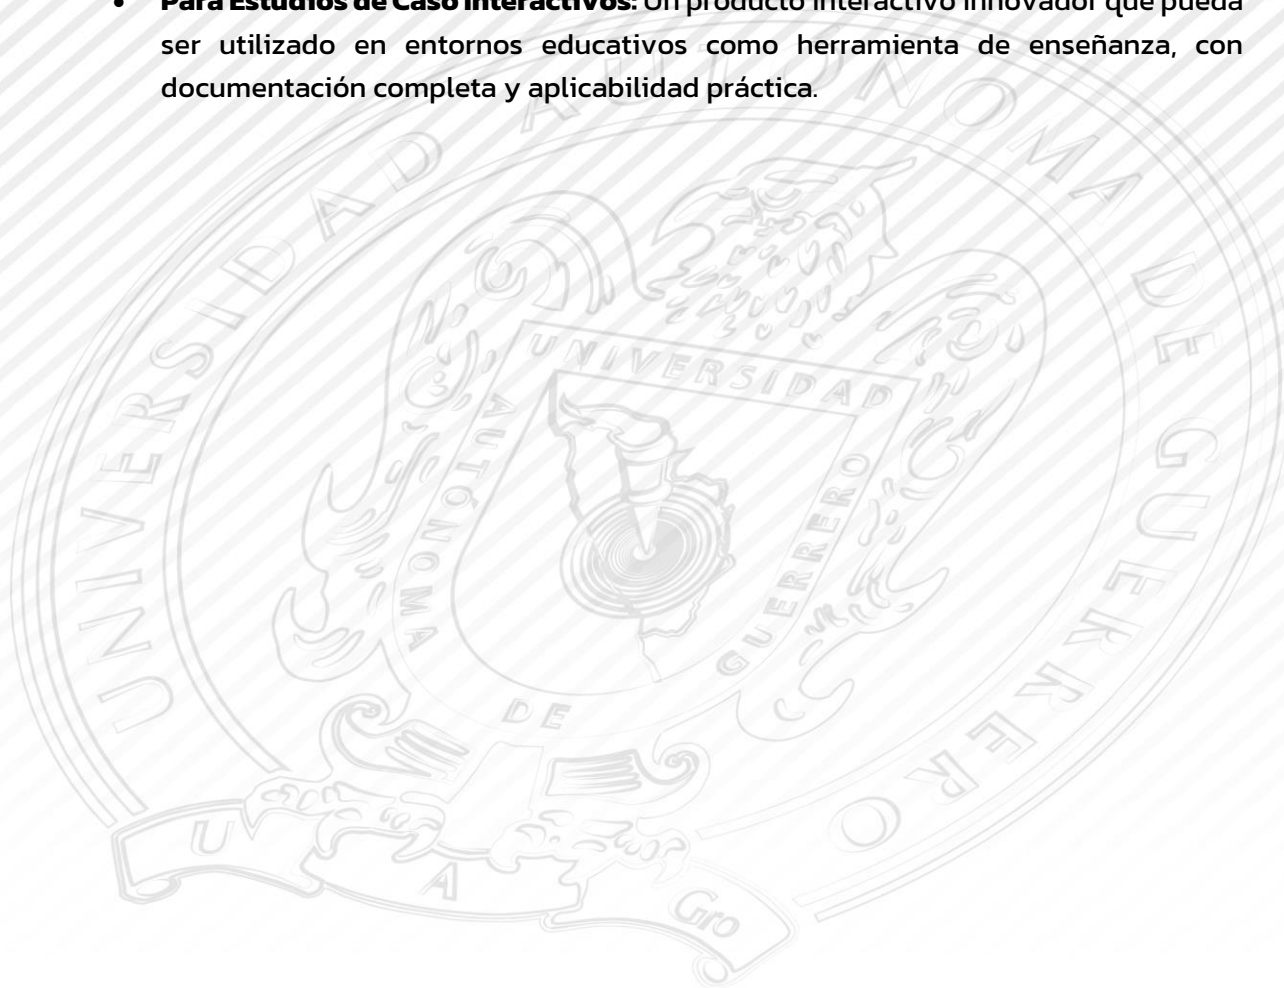 • Para Estudios de Caso Interactivos: Un producto interactivo innovador que pueda
ser utilizado en entornos educativos como herramienta de enseñanza, con
documentación completa y aplicabilidad práctica.
UNIVERSIDAD AUTÓNOMA DE GUERRERO
UNIVERSIDAD
AUTÓNOMA
DE
GUERRERO
U A Gro